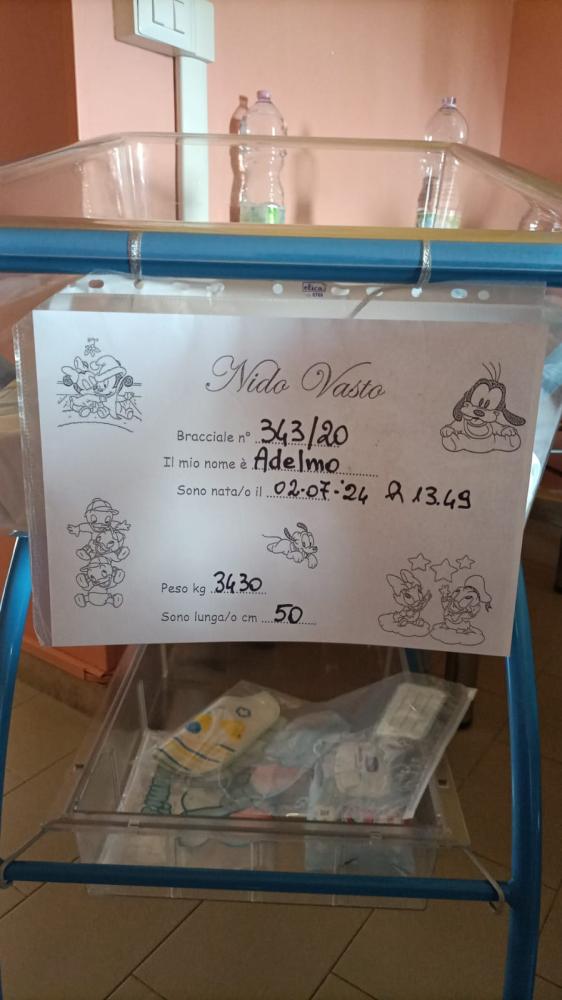 elica
Nido Vasto
Bracciale n° 343/20
Il mio nome è Adelmo
Sono nata/o il 02.07.'24 h 13.49
Peso kg 3430
Sono lunga/o cm 50